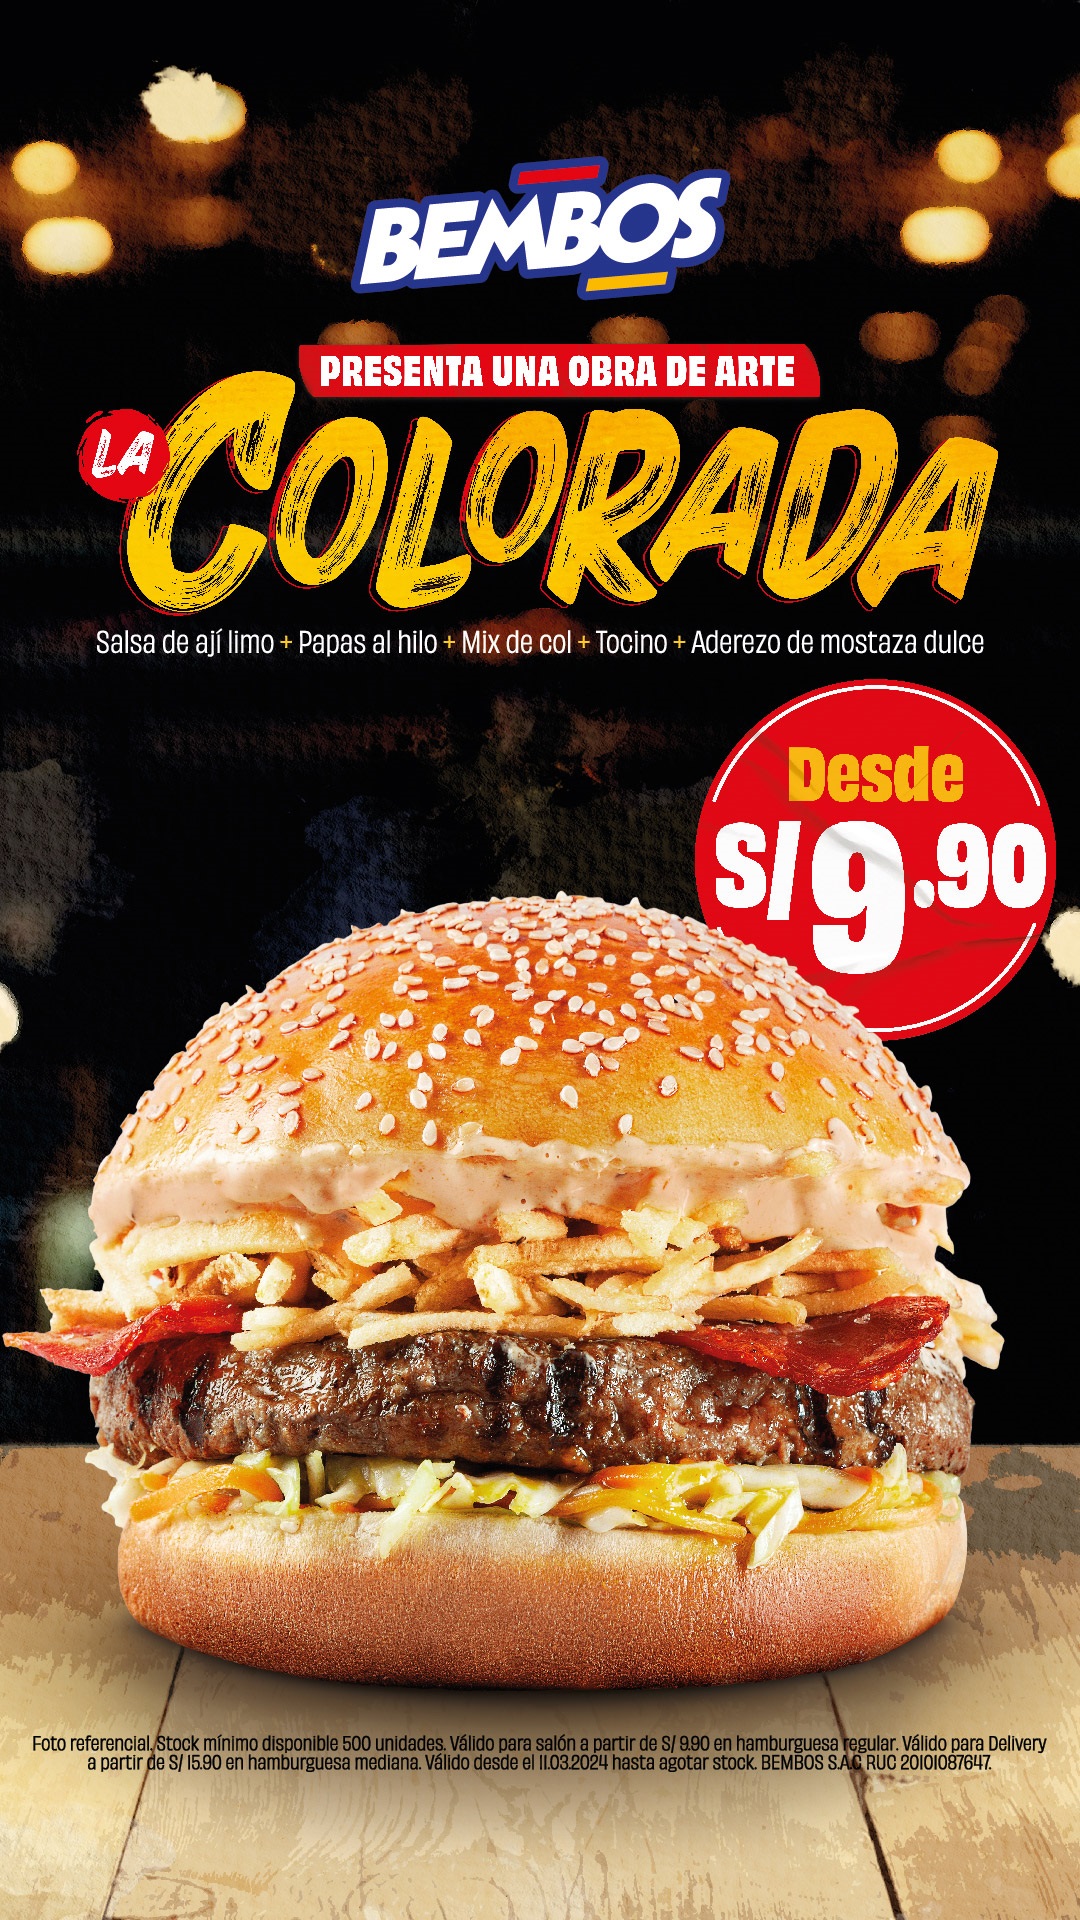 BEMBOS
PRESENTA UNA OBRA DE ARTE
LA COLORADA
Salsa de ají limo + Papas al hilo + Mix de col + Tocino + Aderezo de mostaza dulce
Desde
S/9.90
Foto referencial. Stock mínimo disponible 500 unidades. Válido para salón a partir de S/ 9.90 en hamburguesa regular. Válido para Delivery
a partir de S/ 15.90 en hamburguesa mediana. Válido desde el 11.03.2024 hasta agotar stock. BEMBOS S.A.C RUC 20101087647.